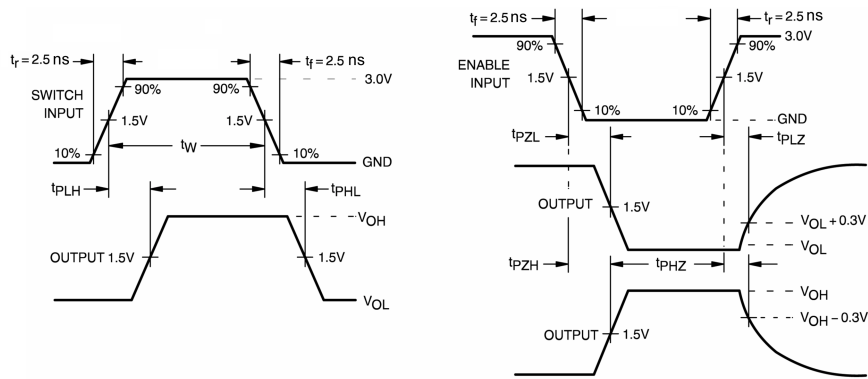 tr = 2.5 ns
tf = 2.5 ns
90%
90%
3.0V
SWITCH
INPUT
1.5V
1.5V
10%
tW
10%
GND
tPLH
tPHL
VOH
OUTPUT 1.5V
1.5V
VOL
tf = 2.5 ns
tr = 2.5 ns
90%
90%
3.0V
ENABLE
INPUT
1.5V
1.5V
10%
10%
GND
tPZL
tPLZ
OUTPUT
1.5V
VOL + 0.3V
VOL
tPZH
tPHZ
VOH
VOH – 0.3V
OUTPUT
1.5V